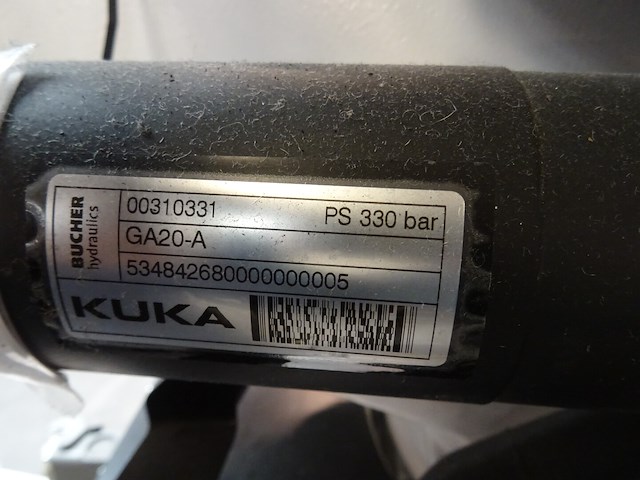 BUCHER
hydraulics
00310331 PS 330 bar
GA20-A
534842680000000005
KUKA